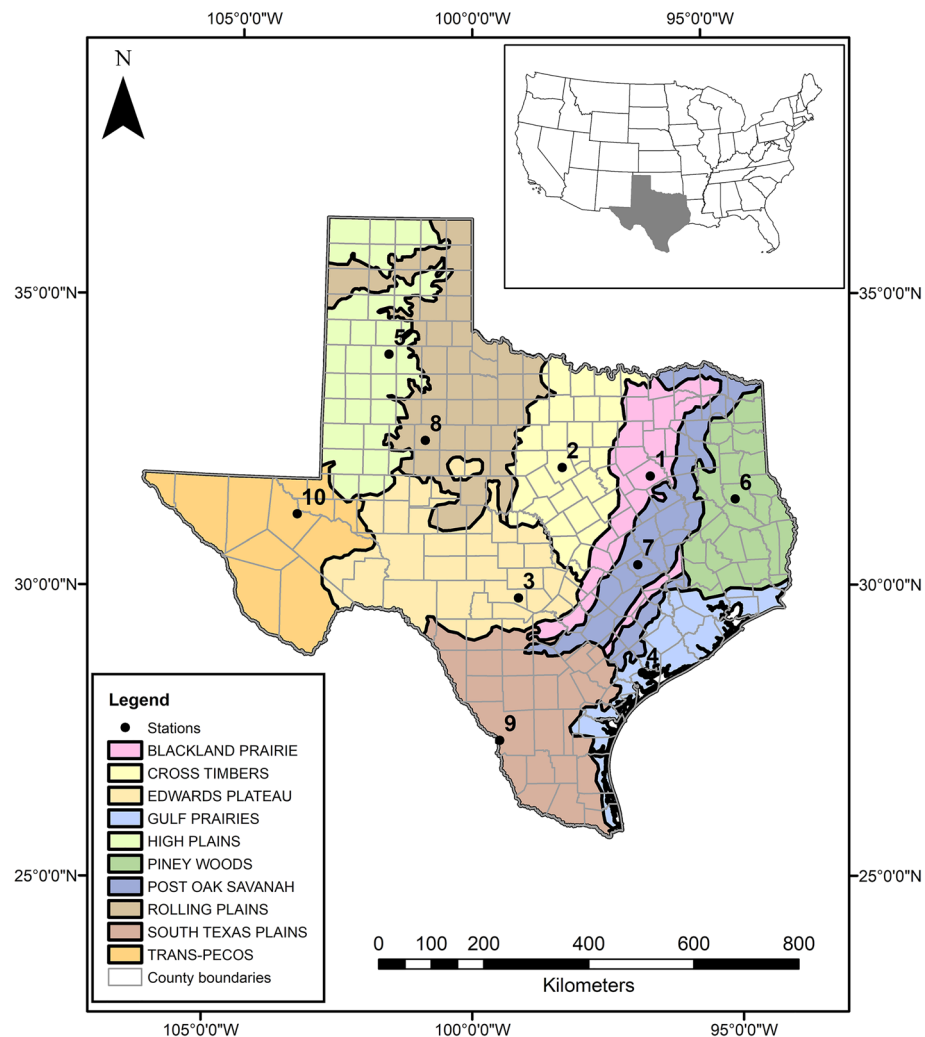 105°0'0"W 100°0'0"W 95°0'0"W
N
35°0'0"N 35°0'0"N
5
8
2
1
10
6
7
30°0'0"N 30°0'0"N
3
4
9
Legend
Stations
BLACKLAND PRAIRIE
CROSS TIMBERS
EDWARDS PLATEAU
GULF PRAIRIES
HIGH PLAINS
PINEY WOODS
POST OAK SAVANAH
ROLLING PLAINS
SOUTH TEXAS PLAINS
TRANS-PECOS
County boundaries
25°0'0"N 25°0'0"N
0 100 200 400 600 800
Kilometers
105°0'0"W 100°0'0"W 95°0'0"W